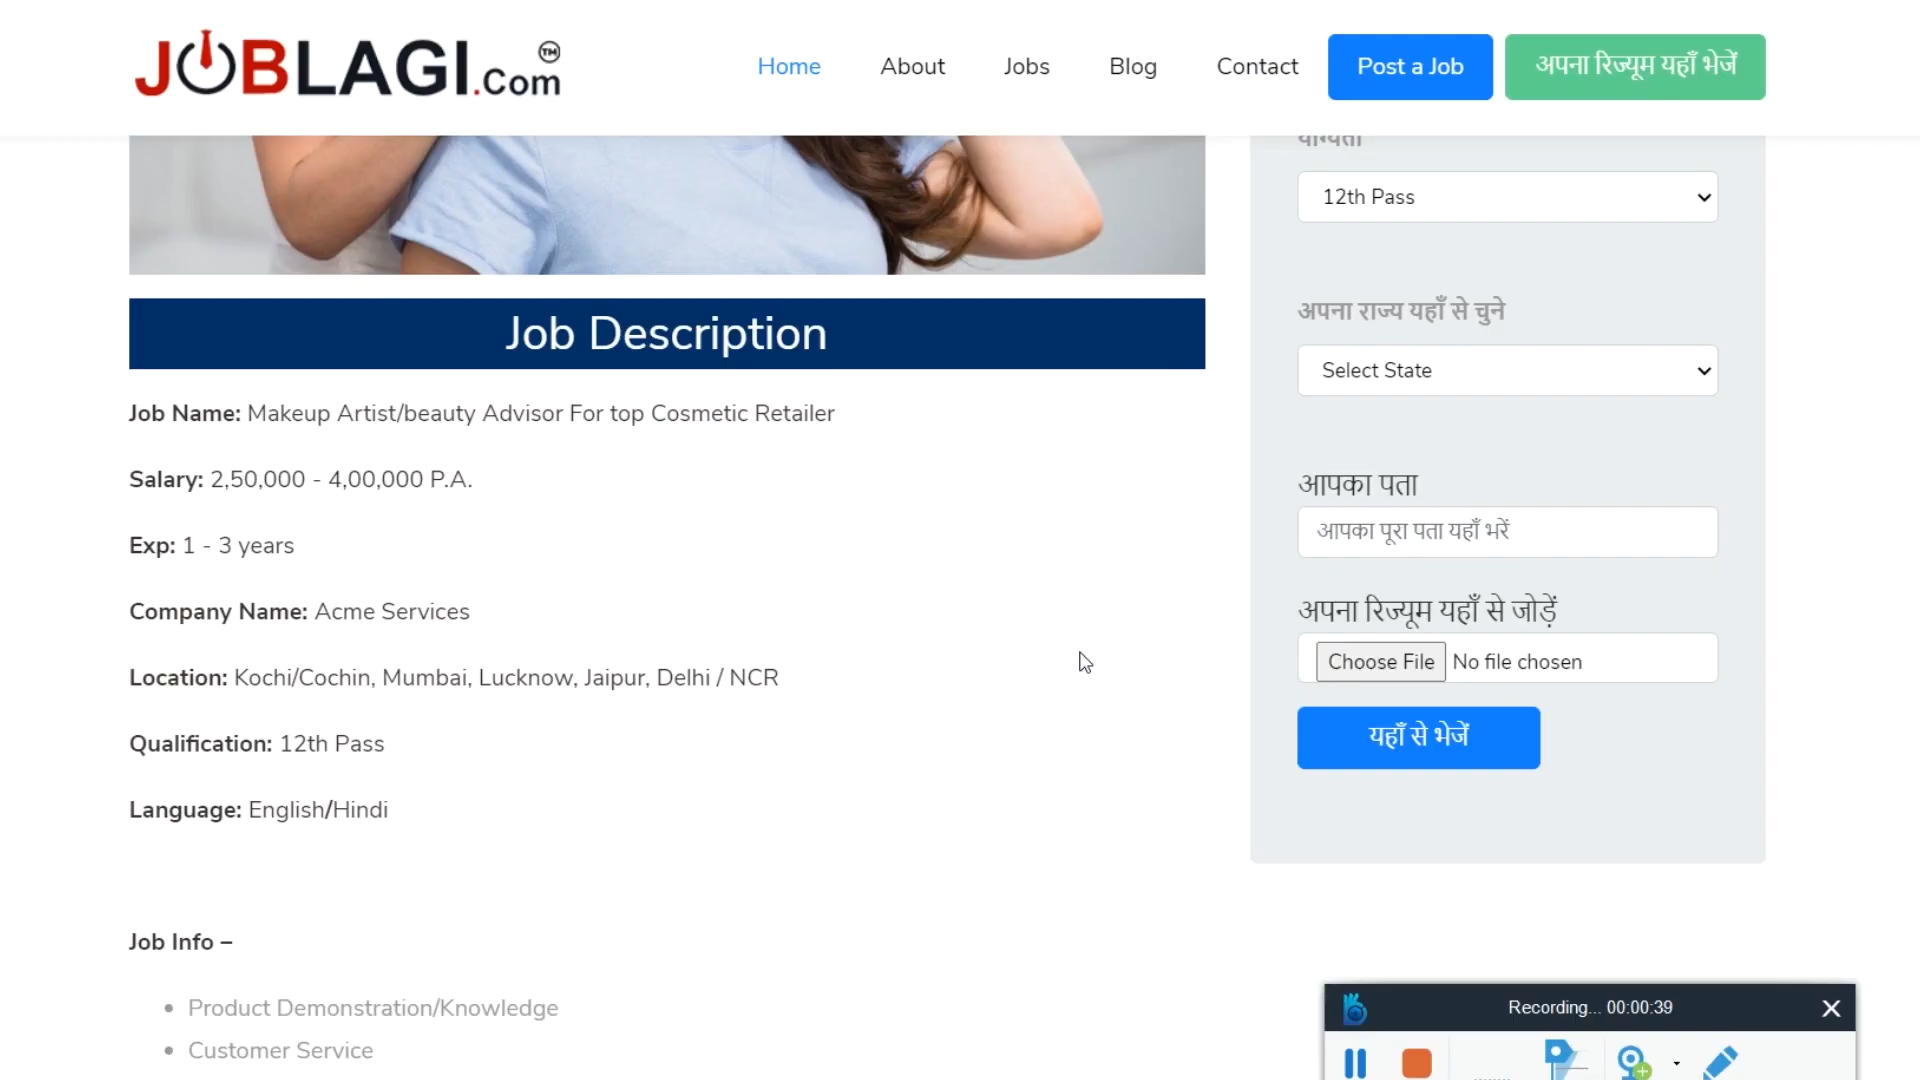 JOBLAGI.Com TM
Home
About
Jobs
Blog
Contact
Post a Job
अपना रिज्यूम यहाँ भेजें
योग्यता
12th Pass
अपना राज्य यहाँ से चुने
Select State
आपका पता
आपका पूरा पता यहाँ भरें
अपना रिज्यूम यहाँ से जोड़ें
Choose File No file chosen
यहाँ से भेजें
Job Description
Job Name: Makeup Artist/beauty Advisor For top Cosmetic Retailer
Salary: 2,50,000 - 4,00,000 P.A.
Exp: 1 - 3 years
Company Name: Acme Services
Location: Kochi/Cochin, Mumbai, Lucknow, Jaipur, Delhi / NCR
Qualification: 12th Pass
Language: English/Hindi
Job Info –
• Product Demonstration/Knowledge
• Customer Service
Recording... 00:00:39